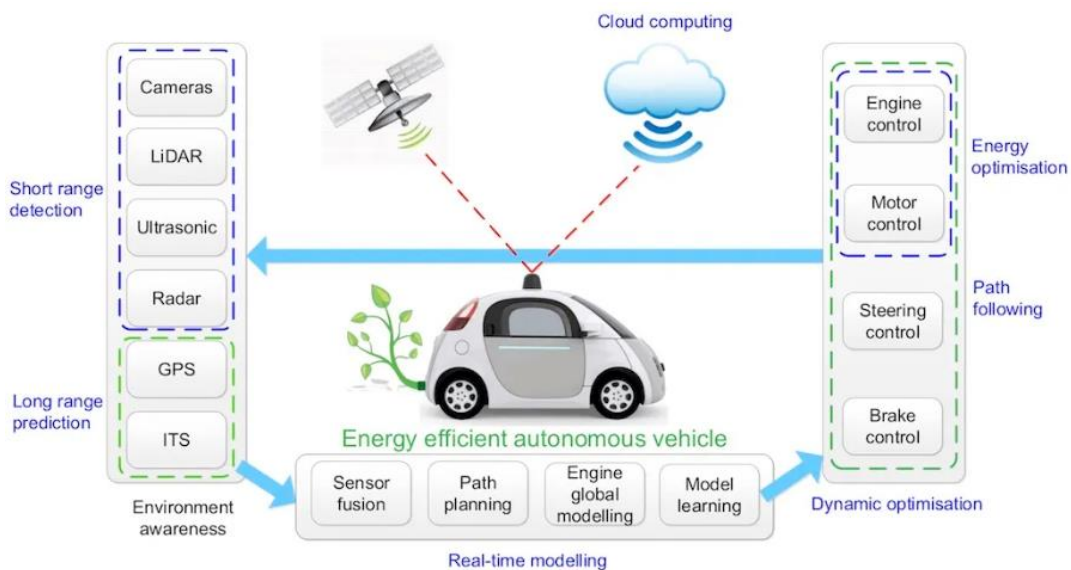 Cloud computing
Cameras
LiDAR
Ultrasonic
Radar
Short range
detection
GPS
ITS
Long range
prediction
Environment
awareness
Engine
control
Motor
control
Energy
optimisation
Steering
control
Brake
control
Path
following
Dynamic optimisation
Energy efficient autonomous vehicle
Sensor
fusion
Path
planning
Engine
global
modelling
Model
learning
Real-time modelling